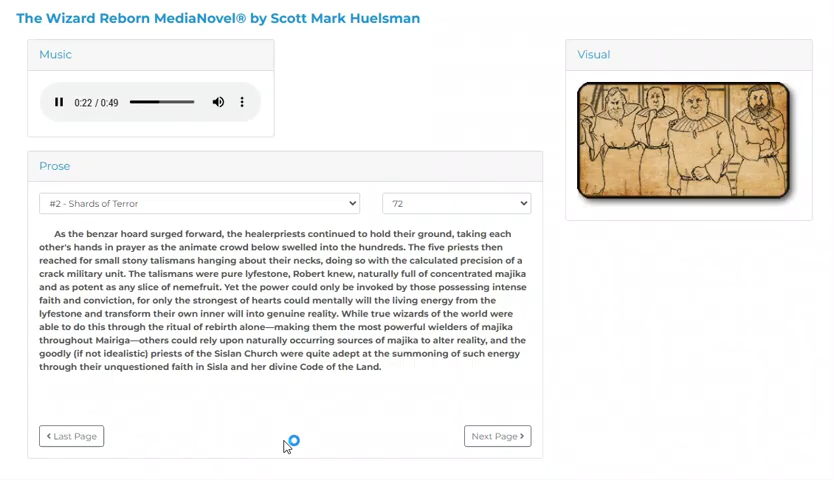 The Wizard Reborn MediaNovel® by Scott Mark Huelsman
Music
0:22 / 0:49
Visual
Prose
#2 - Shards of Terror
72
As the benzar hoard surged forward, the healerpriests continued to hold their ground, taking each
other's hands in prayer as the animate crowd below swelled into the hundreds. The five priests then
reached for small stony talismans hanging about their necks, doing so with the calculated precision of a
crack military unit. The talismans were pure lyfestone, Robert knew, naturally full of concentrated majika
and as potent as any slice of nemefruit. Yet the power could only be invoked by those possessing intense
faith and conviction, for only the strongest of hearts could mentally will the living energy from the
lyfestone and transform their own inner will into genuine reality. While true wizards of the world were
able to do this through the ritual of rebirth alone—making them the most powerful wielders of majika
throughout Mairiga—others could rely upon naturally occurring sources of majika to alter reality, and the
goodly (if not idealistic) priests of the Sislan Church were quite adept at the summoning of such energy
through their unquestioned faith in Sisla and her divine Code of the Land.
Last Page
Next Page